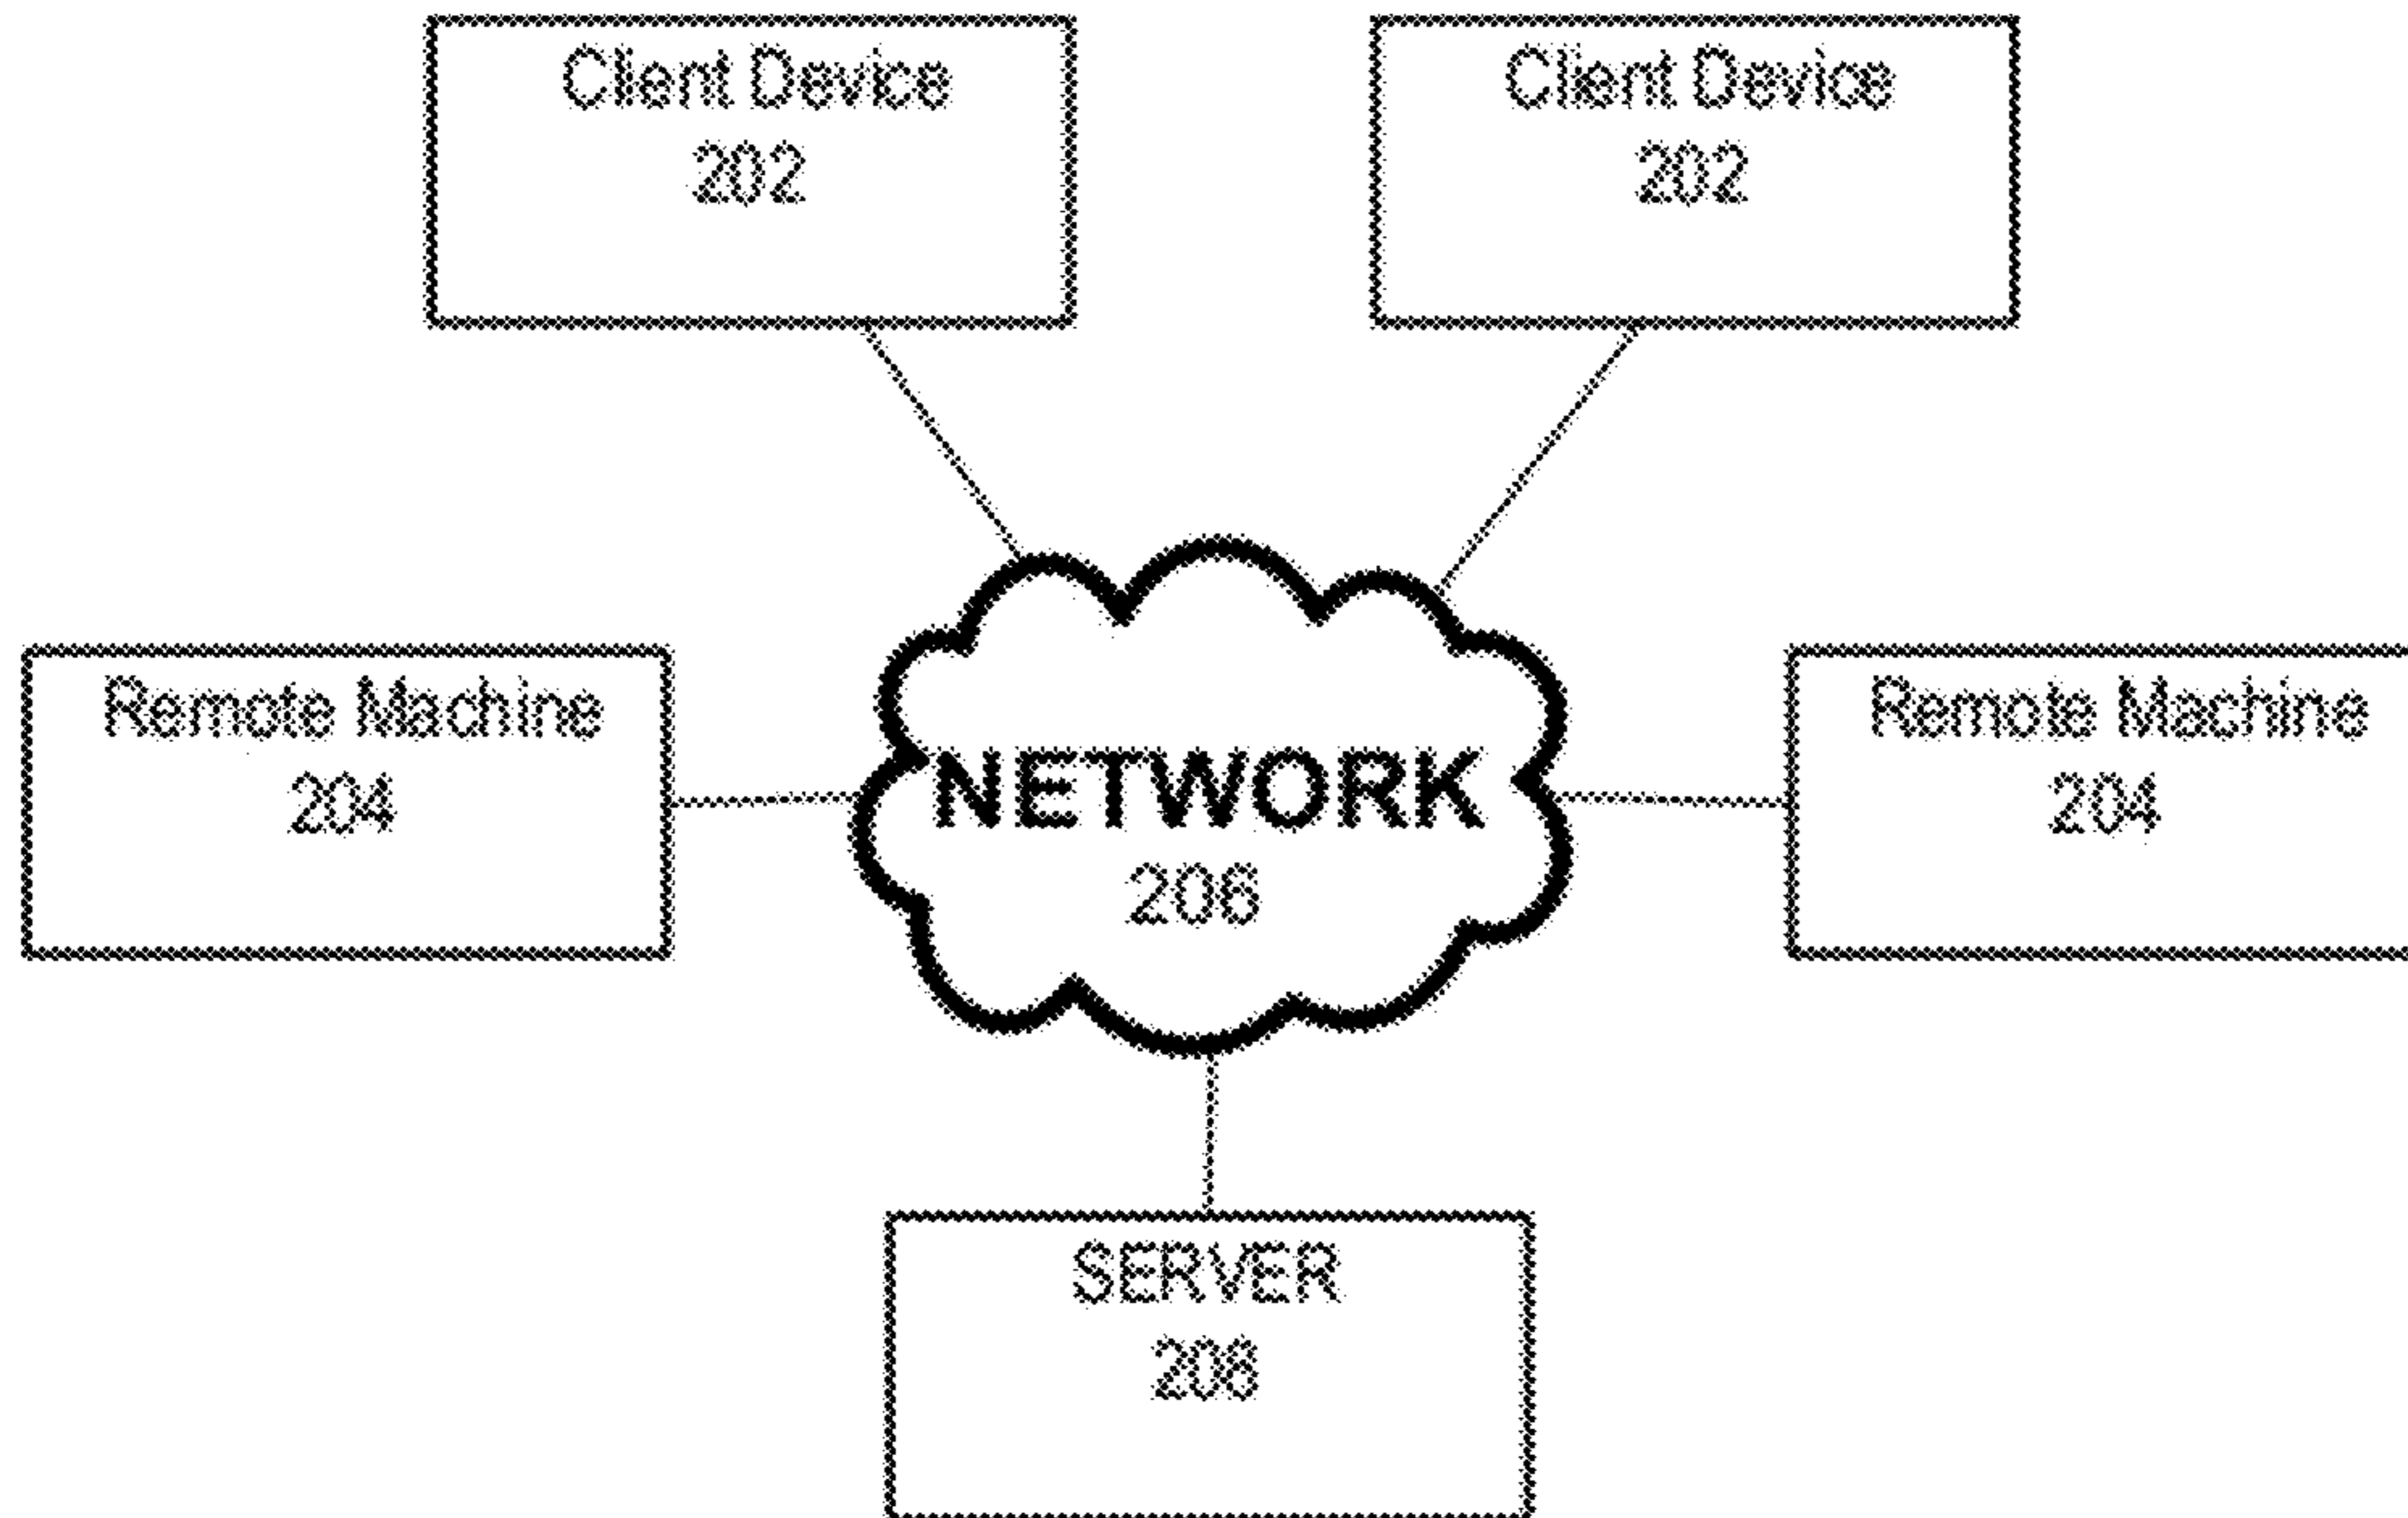 Client Device
202
Client Device
202
Remote Machine
204
NETWORK
206
Remote Machine
204
SERVER
208